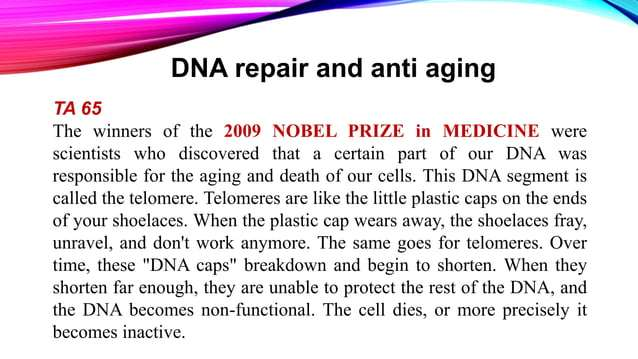 DNA repair and anti aging
TA 65
The winners of the 2009 NOBEL PRIZE in MEDICINE were
scientists who discovered that a certain part of our DNA was
responsible for the aging and death of our cells. This DNA segment is
called the telomere. Telomeres are like the little plastic caps on the ends
of your shoelaces. When the plastic cap wears away, the shoelaces fray,
unravel, and don't work anymore. The same goes for telomeres. Over
time, these "DNA caps" breakdown and begin to shorten. When they
shorten far enough, they are unable to protect the rest of the DNA, and
the DNA becomes non-functional. The cell dies, or more precisely it
becomes inactive.